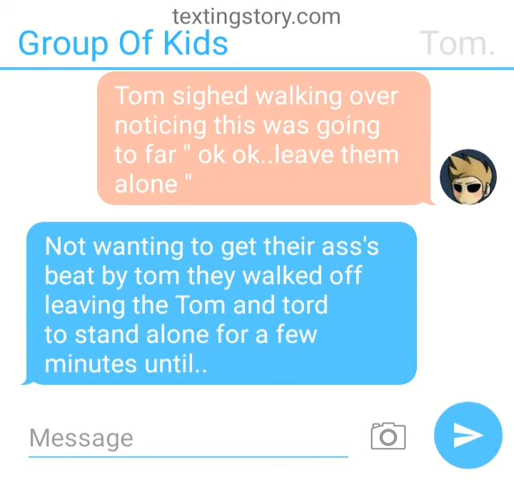 textingstory.com
Group Of Kids
Tom.
Tom sighed walking over
noticing this was going
to far " ok ok..leave them
alone "
Not wanting to get their ass's
beat by tom they walked off
leaving the Tom and tord
to stand alone for a few
minutes until..
Message